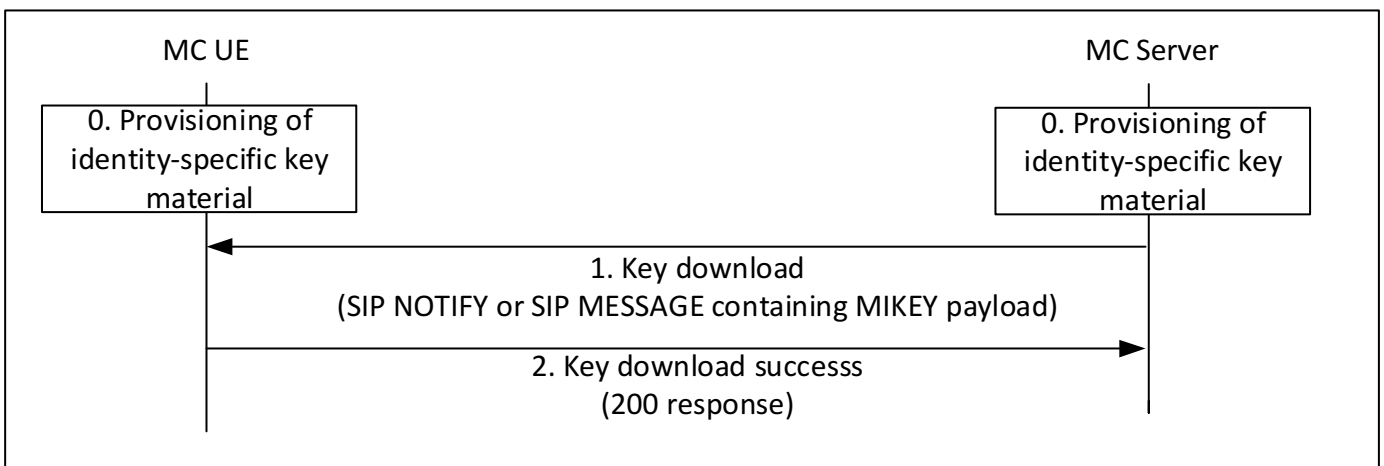 MC UE
MC Server
0. Provisioning of
identity-specific key
material
0. Provisioning of
identity-specific key
material
1. Key download
(SIP NOTIFY or SIP MESSAGE containing MIKEY payload)
2. Key download successs
(200 response)